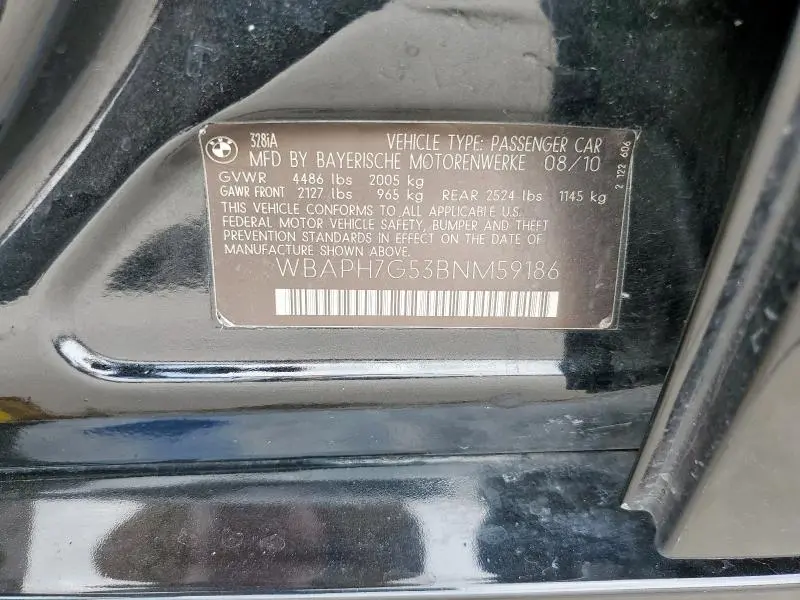 328iA
VEHICLE TYPE: PASSENGER CAR
MFD BY BAYERISCHE MOTORENWERKE 08/10
GVWR 4486 lbs 2005 kg
GAWR FRONT 2127 lbs 965 kg REAR 2524 lbs 1145 kg
THIS VEHICLE CONFORMS TO ALL APPLICABLE U.S.
FEDERAL MOTOR VEHICLE SAFETY, BUMPER AND THEFT
PREVENTION STANDARDS IN EFFECT ON THE DATE OF
MANUFACTURE SHOWN ABOVE.
WBAPH7G53BNM59186
2 122 606